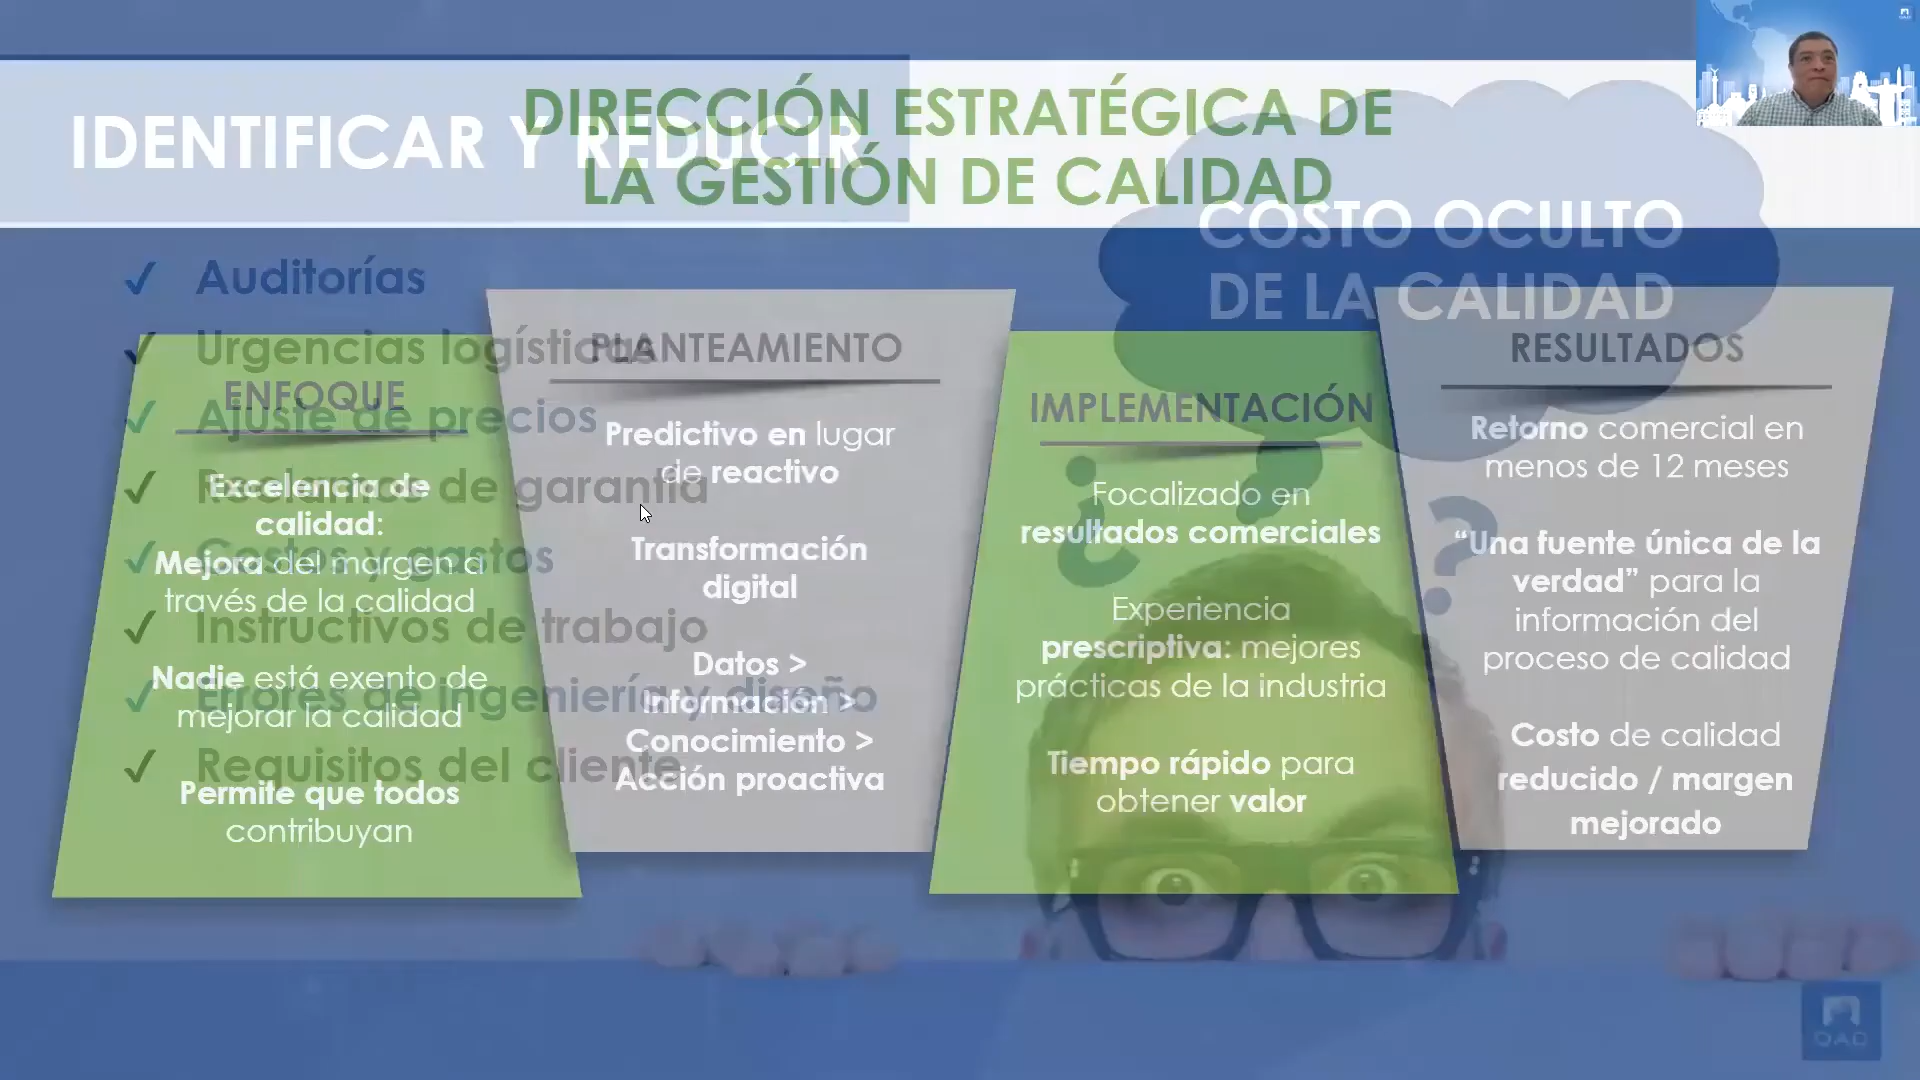 IDENTIFICAR Y REDUCIR
DIRECCIÓN ESTRATÉGICA DE
LA GESTIÓN DE CALIDAD
COSTO OCULTO
DE LA CALIDAD
✓ Auditorías
✓ Urgencias logísticas
✓ Ajuste de precios
✓ Reclamos de garantía
✓ Costos y gastos
✓ Instructivos de trabajo
✓ Errores de ingeniería y diseño
✓ Requisitos del cliente
ENFOQUE
Excelencia de
calidad:
Mejora del margen a
través de la calidad
Nadie está exento de
mejorar la calidad
Permite que todos
contribuyan
PLANTEAMIENTO
Predictivo en lugar
de reactivo
Transformación
digital
Datos >
Información >
Conocimiento >
Acción proactiva
IMPLEMENTACIÓN
Focalizado en
resultados comerciales
Experiencia
prescriptiva: mejores
prácticas de la industria
Tiempo rápido para
obtener valor
RESULTADOS
Retorno comercial en
menos de 12 meses
“Una fuente única de la
verdad” para la
información del
proceso de calidad
Costo de calidad
reducido / margen
mejorado
¿ ?
QAD